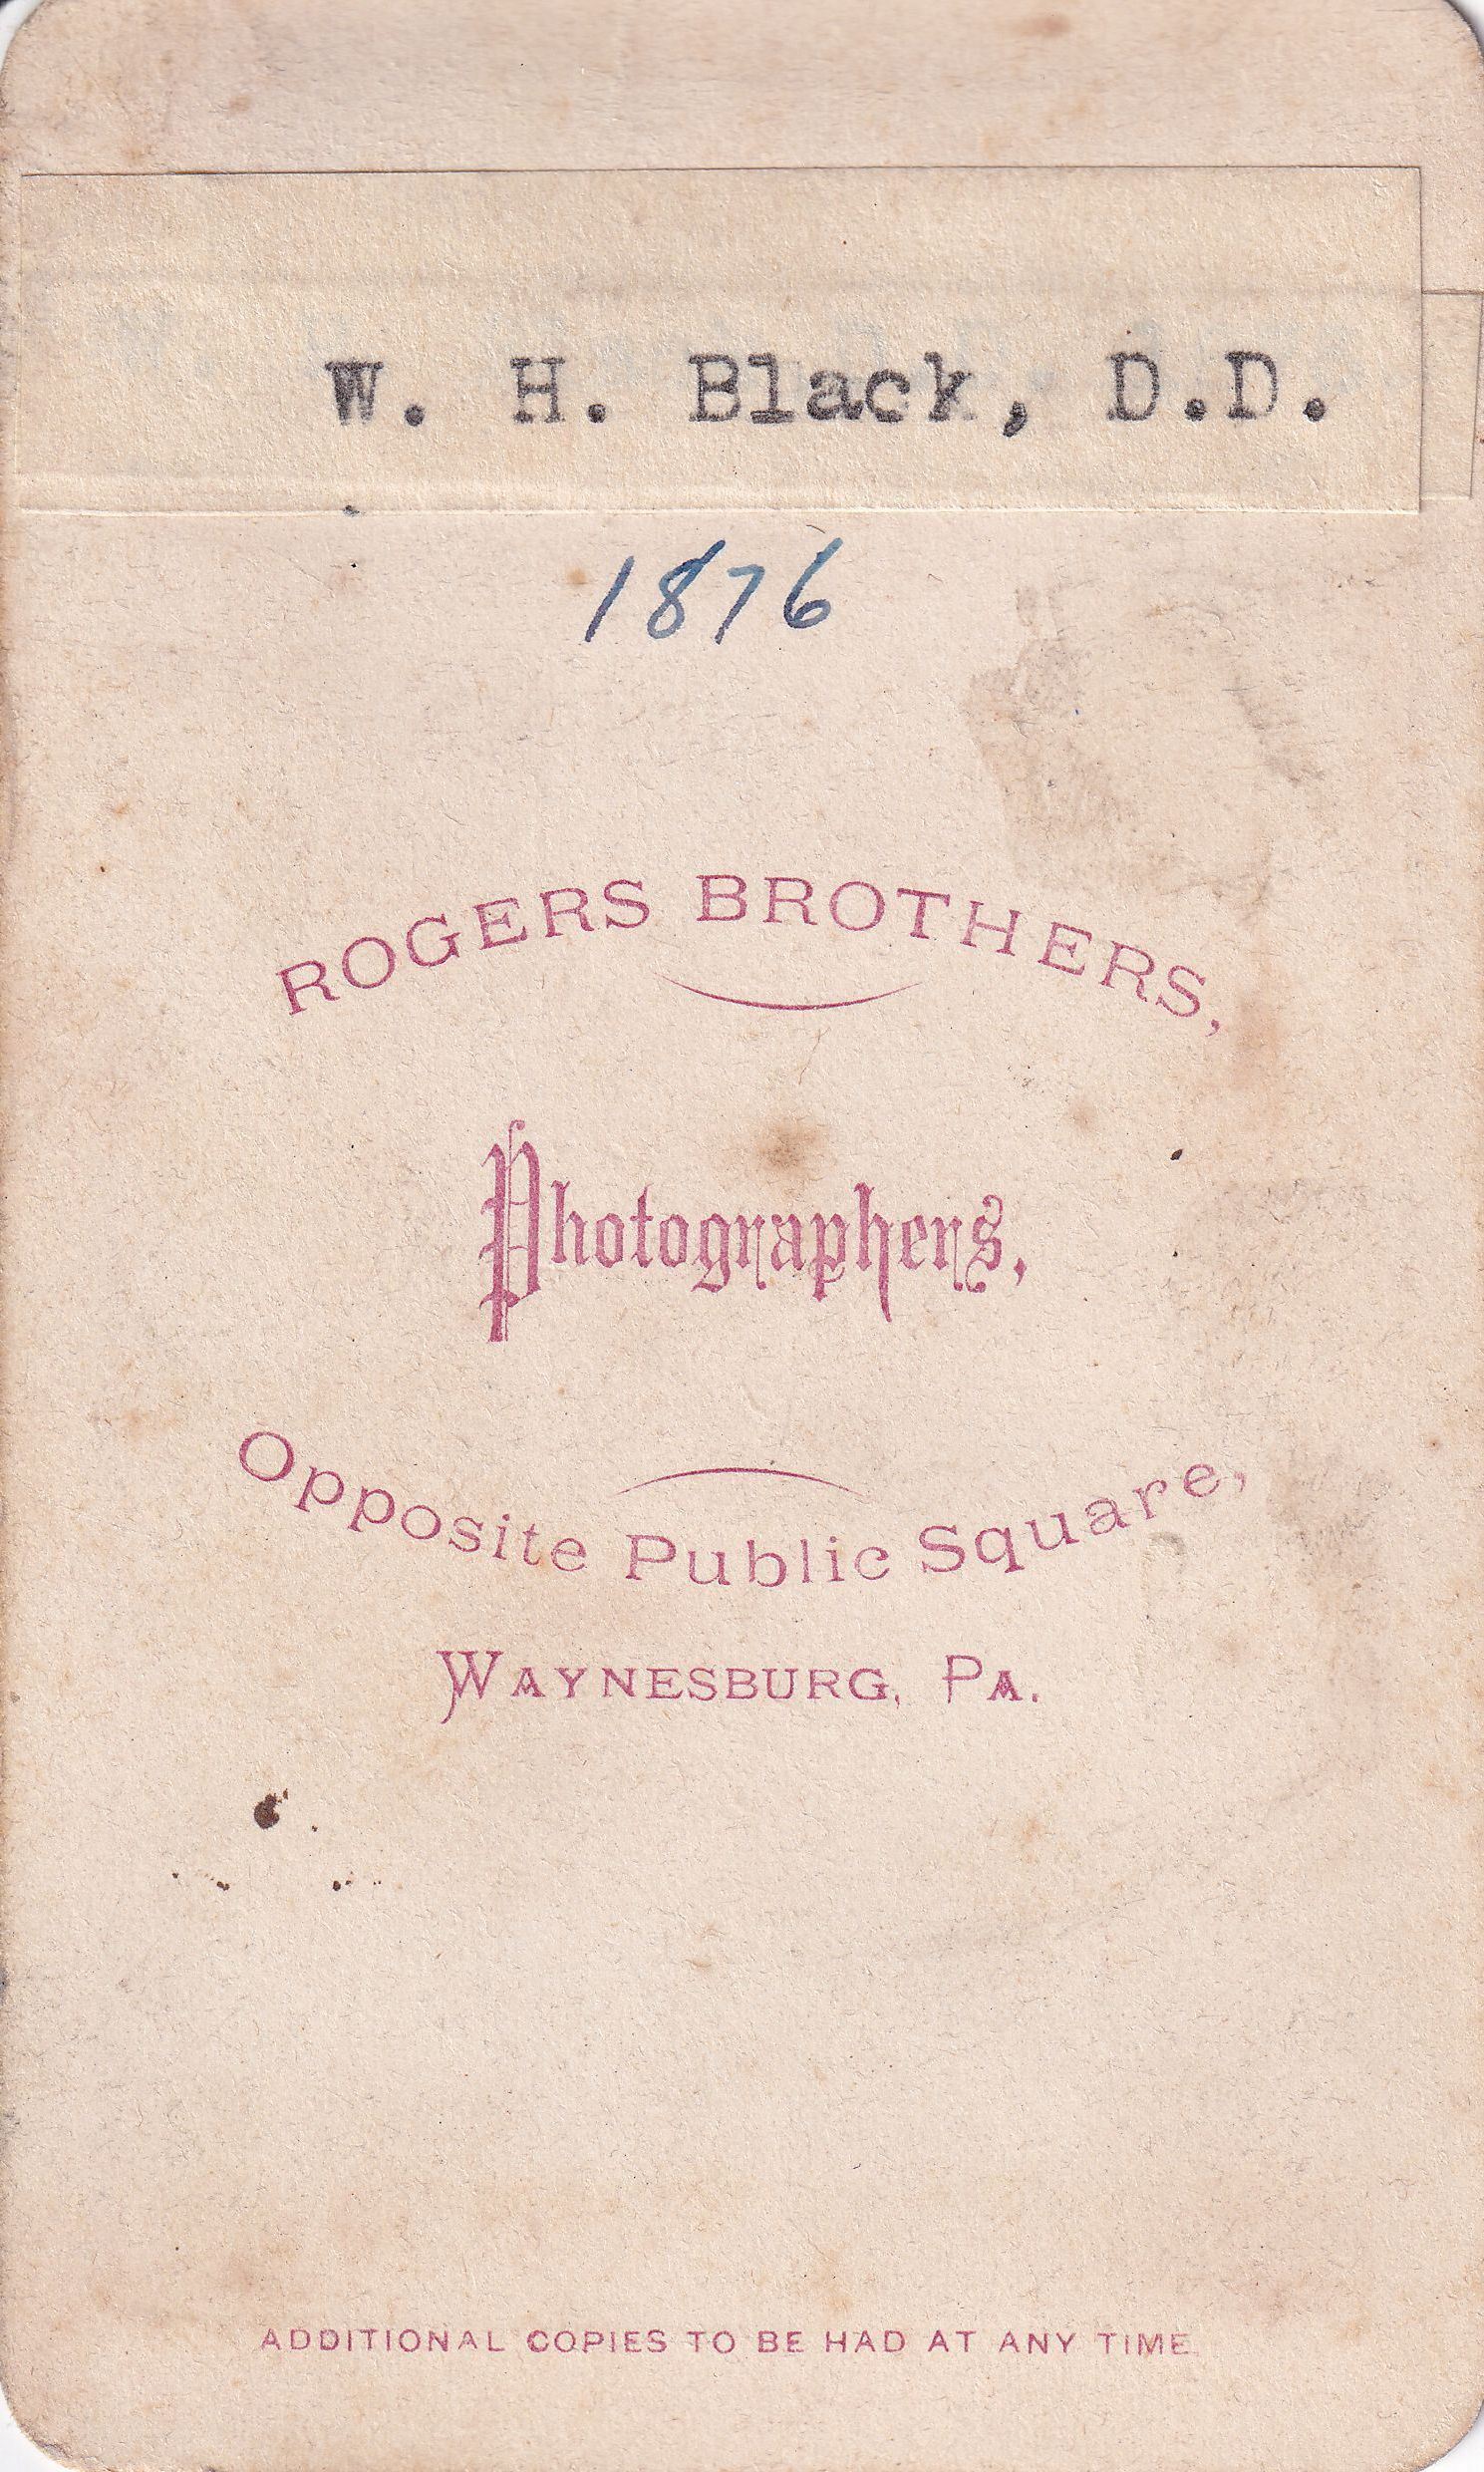 W. H. Black, D.D.
1876
ROGERS BROTHERS,
Photographers,
Opposite Public Square,
WAYNESBURG, PA.
ADDITIONAL COPIES TO BE HAD AT ANY TIME